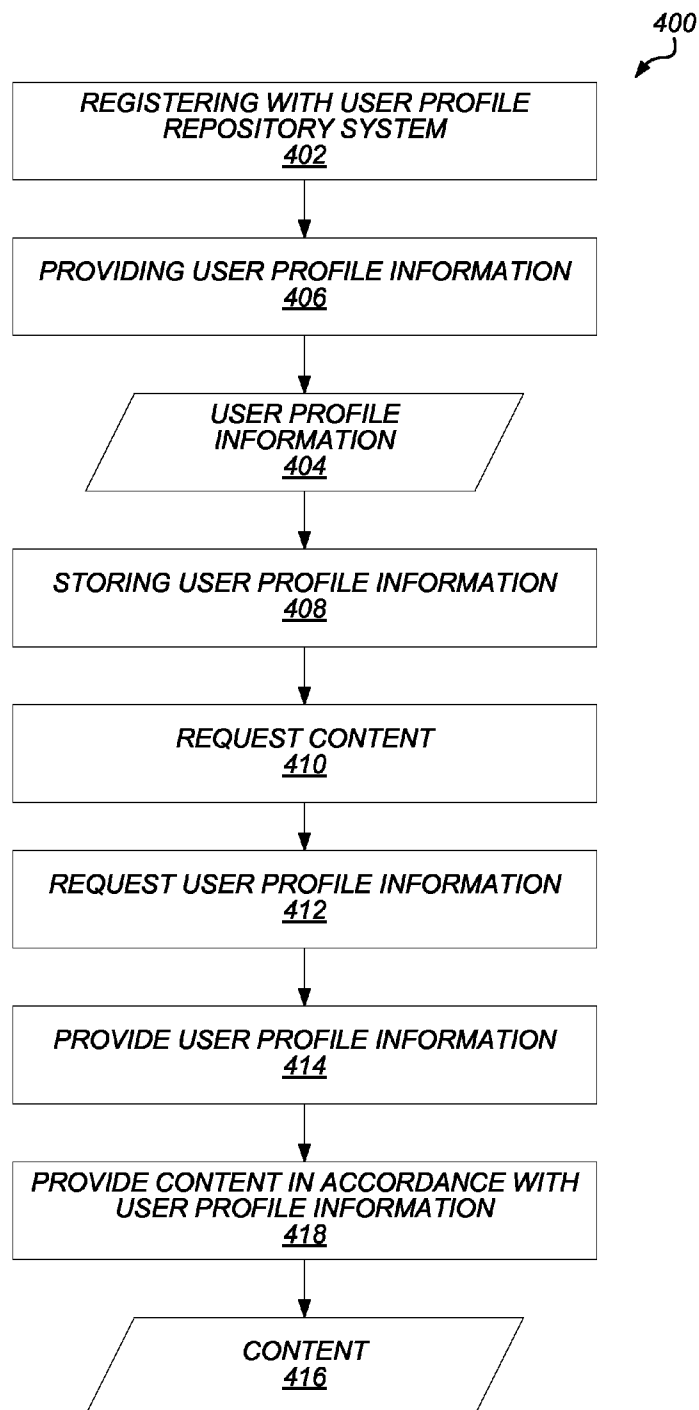 400
REGISTERING WITH USER PROFILE
REPOSITORY SYSTEM
402
PROVIDING USER PROFILE INFORMATION
406
USER PROFILE
INFORMATION
404
STORING USER PROFILE INFORMATION
408
REQUEST CONTENT
410
REQUEST USER PROFILE INFORMATION
412
PROVIDE USER PROFILE INFORMATION
414
PROVIDE CONTENT IN ACCORDANCE WITH
USER PROFILE INFORMATION
418
CONTENT
416